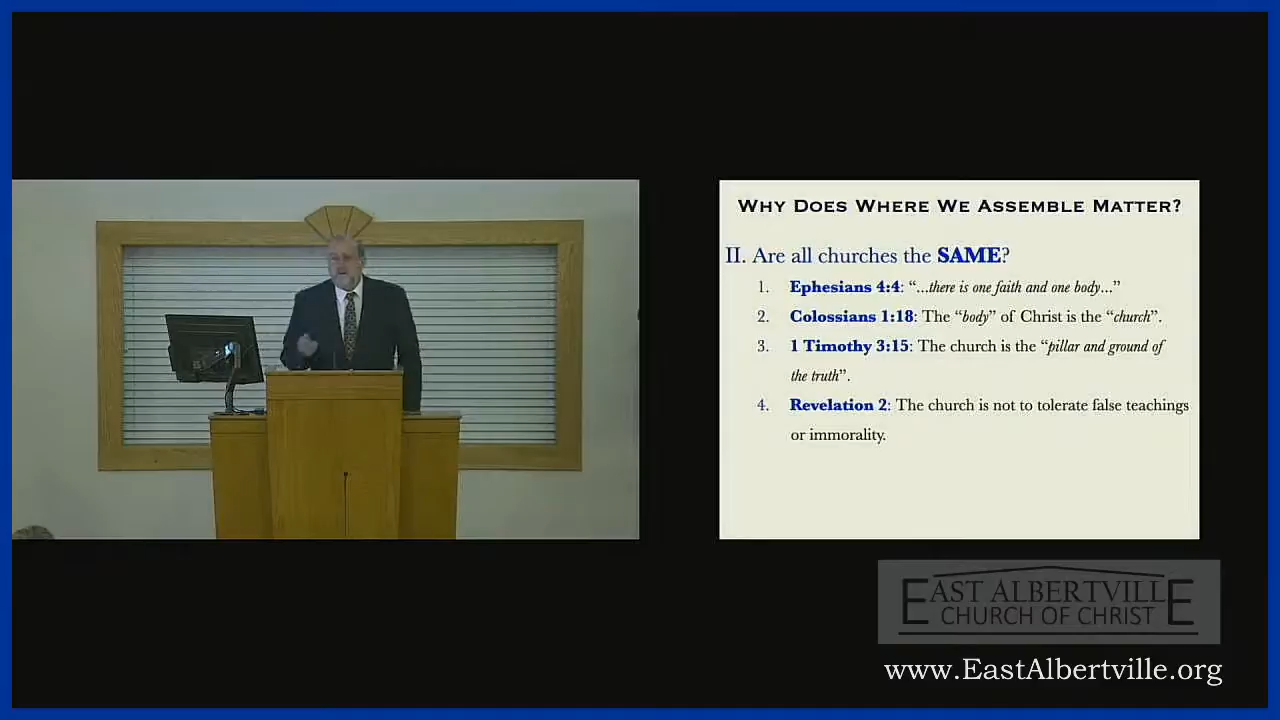 WHY DOES WHERE WE ASSEMBLE MATTER?
II. Are all churches the SAME?
1. Ephesians 4:4: “...there is one faith and one body...”
2. Colossians 1:18: The “body” of Christ is the “church”.
3. 1 Timothy 3:15: The church is the “pillar and ground of
the truth”.
4. Revelation 2: The church is not to tolerate false teachings
or immorality.
EAST ALBERTVILLE
CHURCH OF CHRIST
www.EastAlbertville.org